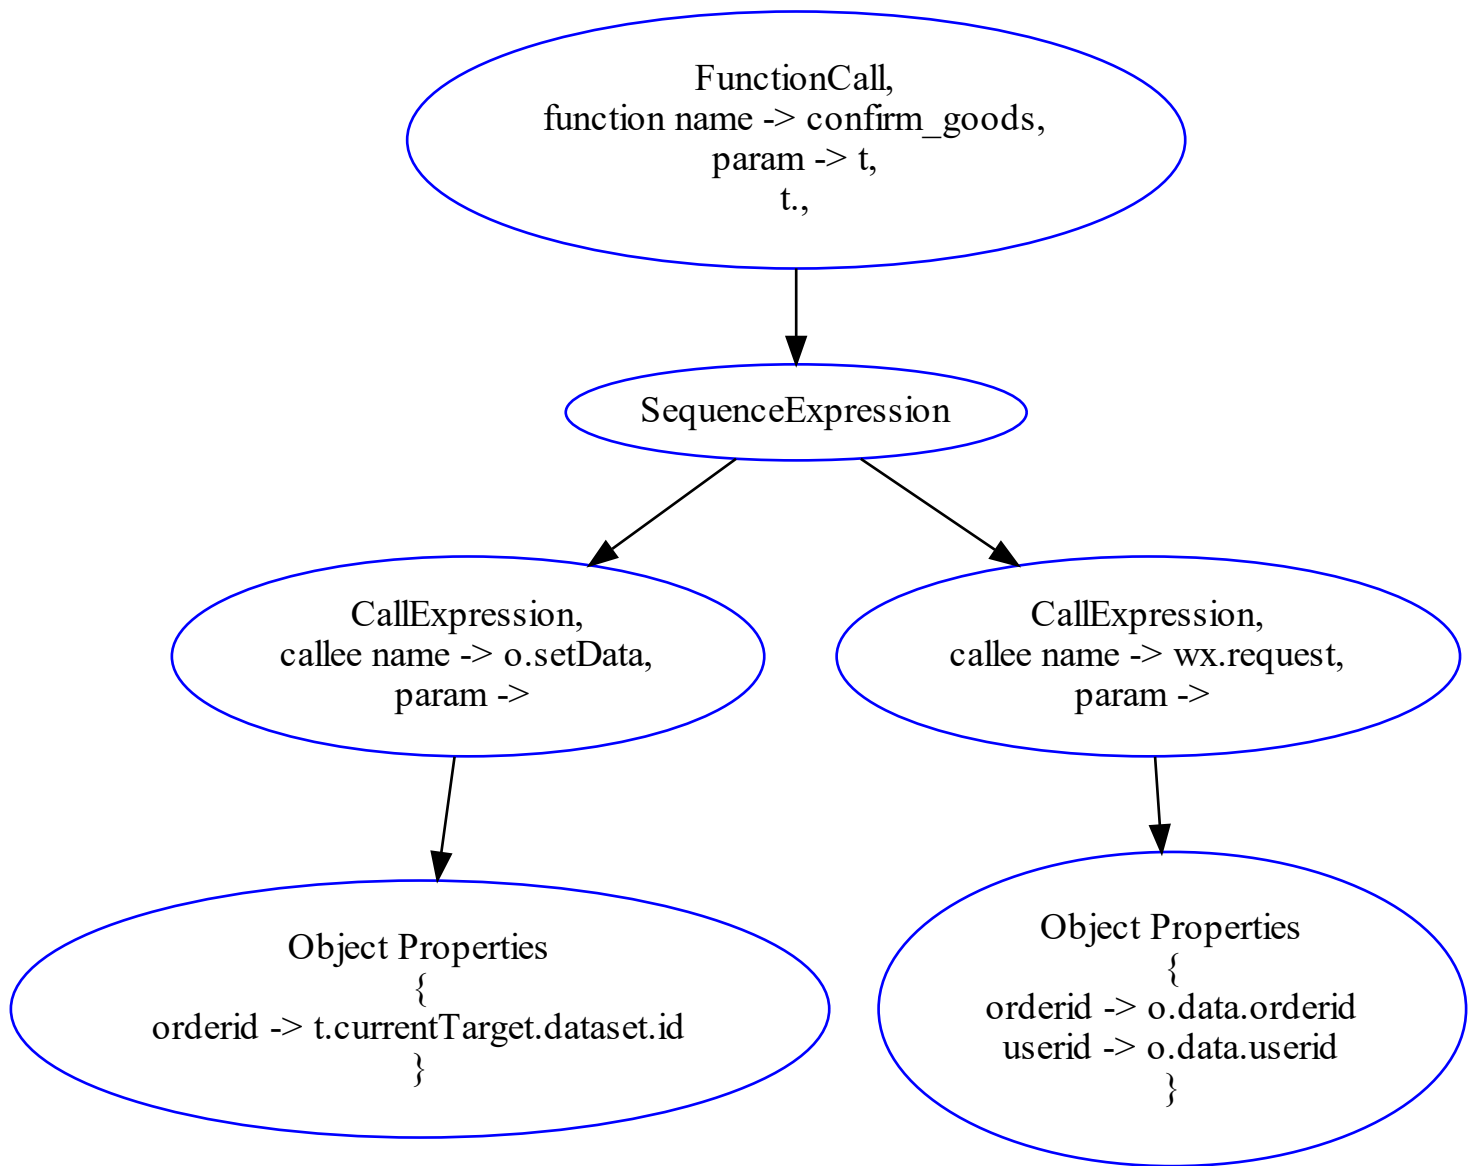 FunctionCall,
function name -> confirm_goods,
param -> t,
t.,
SequenceExpression
CallExpression,
callee name -> o.setData,
param ->
CallExpression,
callee name -> wx.request,
param ->
Object Properties
{
orderid -> t.currentTarget.dataset.id
}
Object Properties
{
orderid -> o.data.orderid
userid -> o.data.userid
}